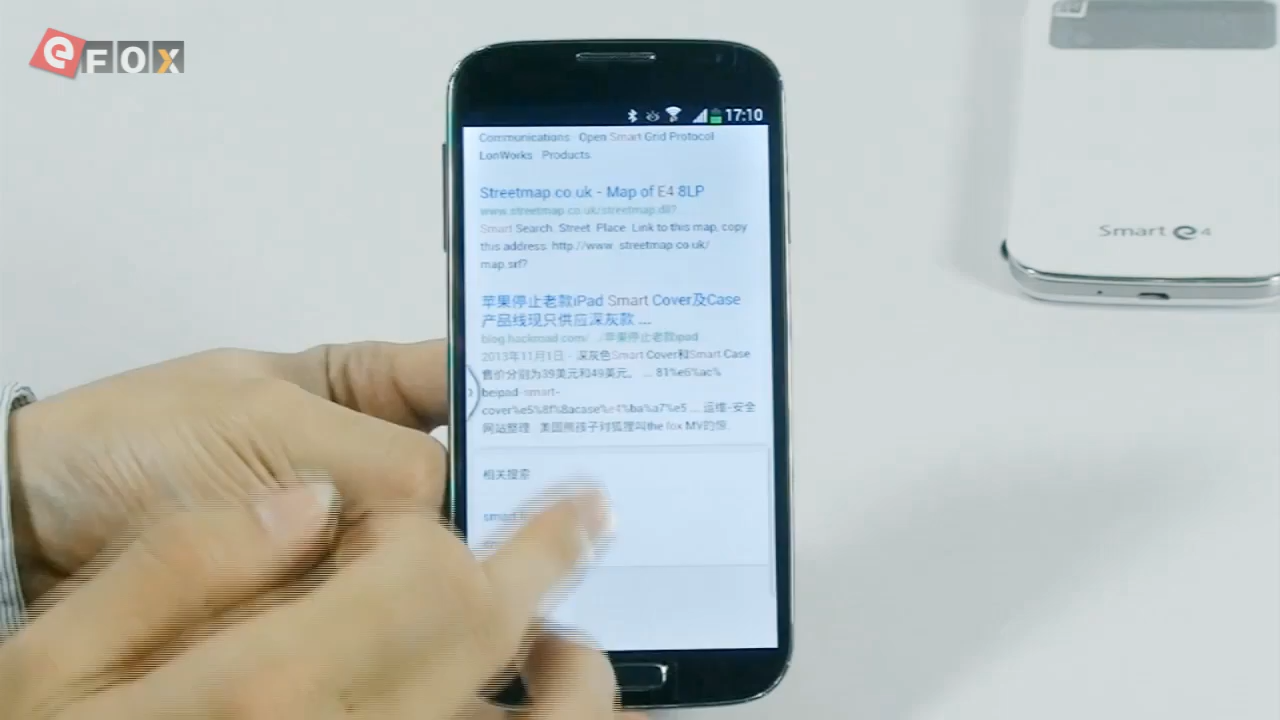 eFOX
17:10
Communications Open Smart Grid Protocol
LonWorks Products
Streetmap.co.uk - Map of E4 8LP
www.streetmap.co.uk/streetmap.dll?
Smart Search. Street. Place. Link to this map, copy
this address: http://www. streetmap.co.uk/
map.srf?
苹果停止老款iPad Smart Cover及Case
产品线现只供应深灰款 ...
blog.hackroad.com/.../苹果停止老款ipad
2013年11月1日 - 深灰色Smart Cover和Smart Case
售价分别为39美元和49美元。 ... 81%e6%ac%
beipad-smart-
cover%e5%8f%8acase%e4%ba%a7%e5 ... 运维-安全
网站整理 美国熊孩子对狐狸叫the fox MV的惊.
相关搜索
smart
Smart e4